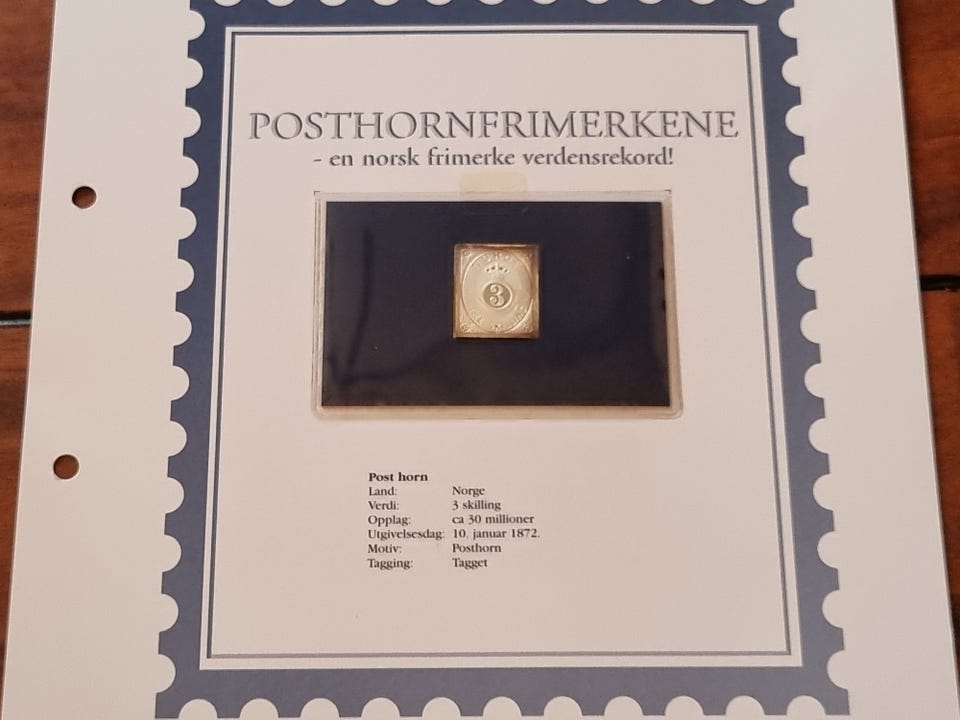 POSTHORNFRIMERKENE
- en norsk frimerke verdensrekord!
3
Post horn
Land: Norge
Verdi: 3 skilling
Opplag: ca 30 millioner
Utgivelsesdag: 10. januar 1872.
Motiv: Posthorn
Tagging: Tagget